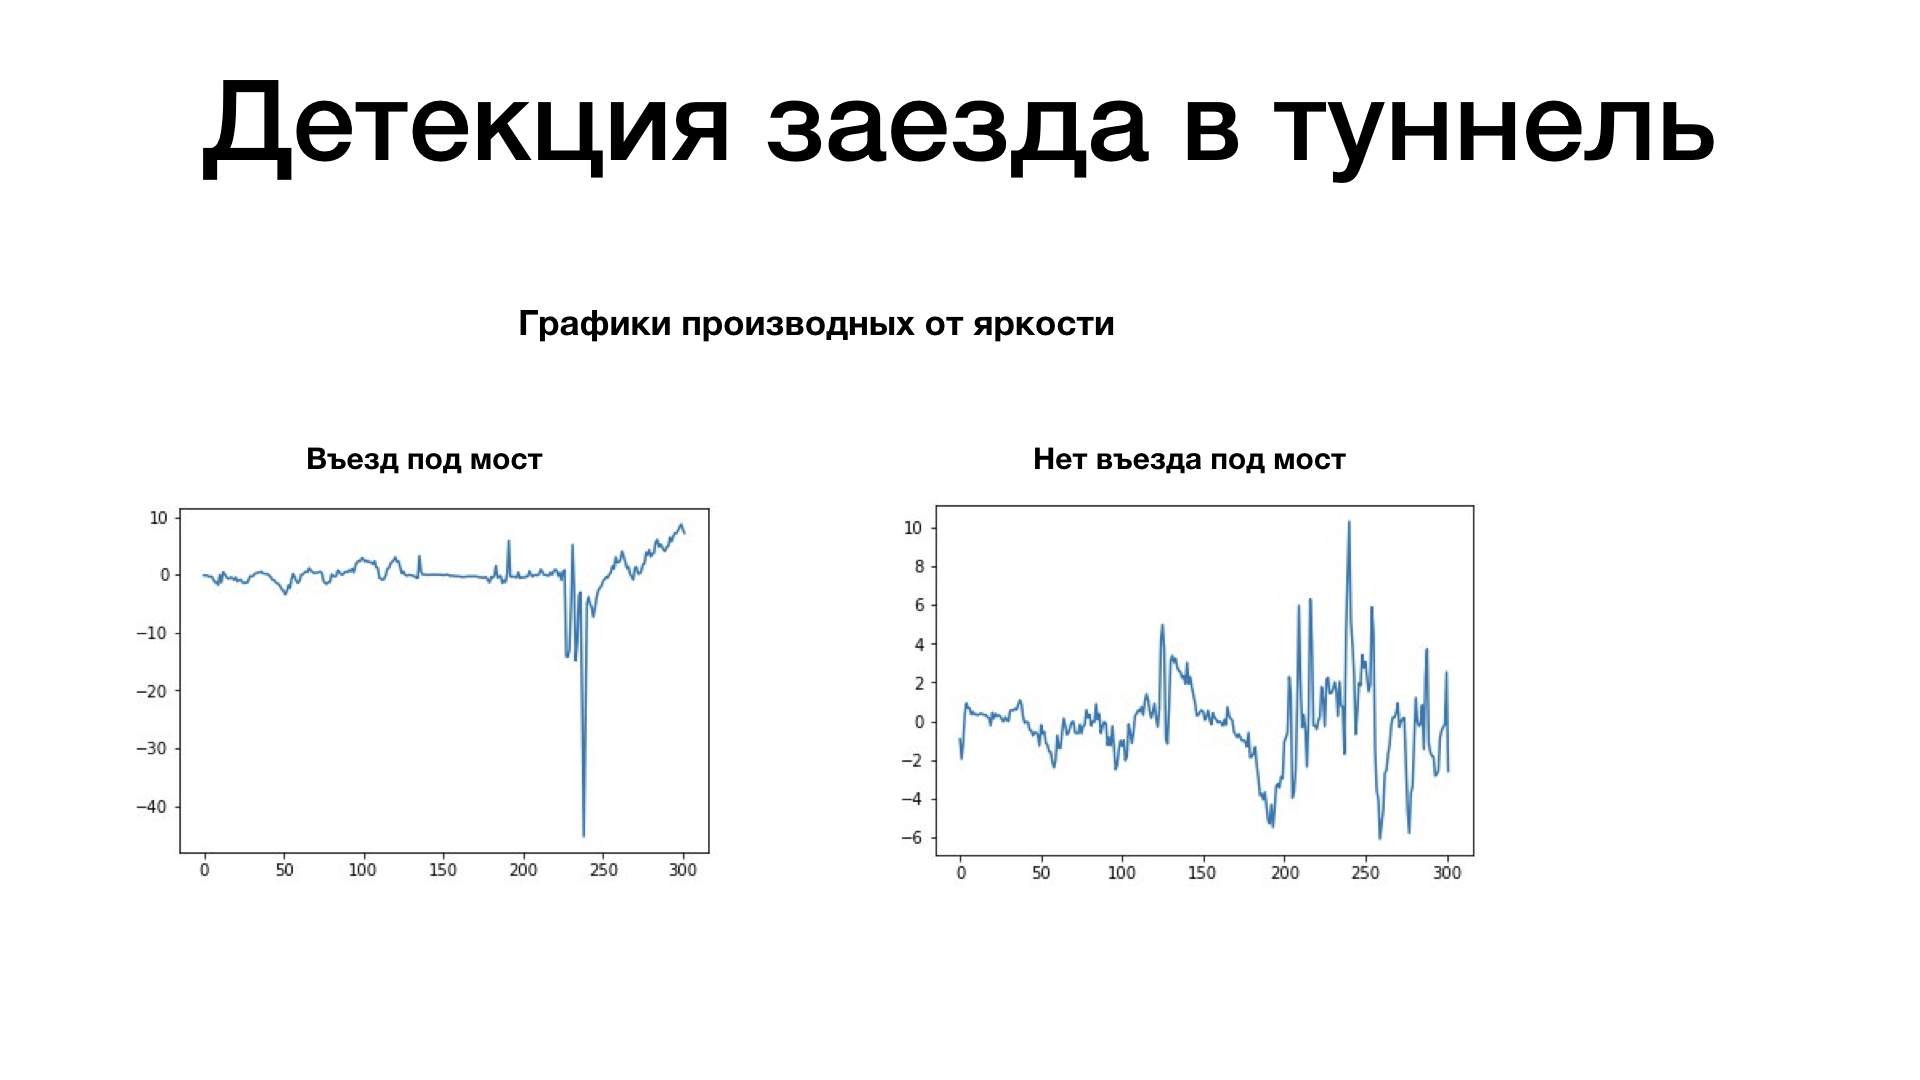 Детекция заезда в туннель
Графики производных от яркости
Въезд под мост
Нет въезда под мост
10
0
−10
−20
−30
−40
0 50 100 150 200 250 300
10
8
6
4
2
0
−2
−4
−6
0 50 100 150 200 250 300